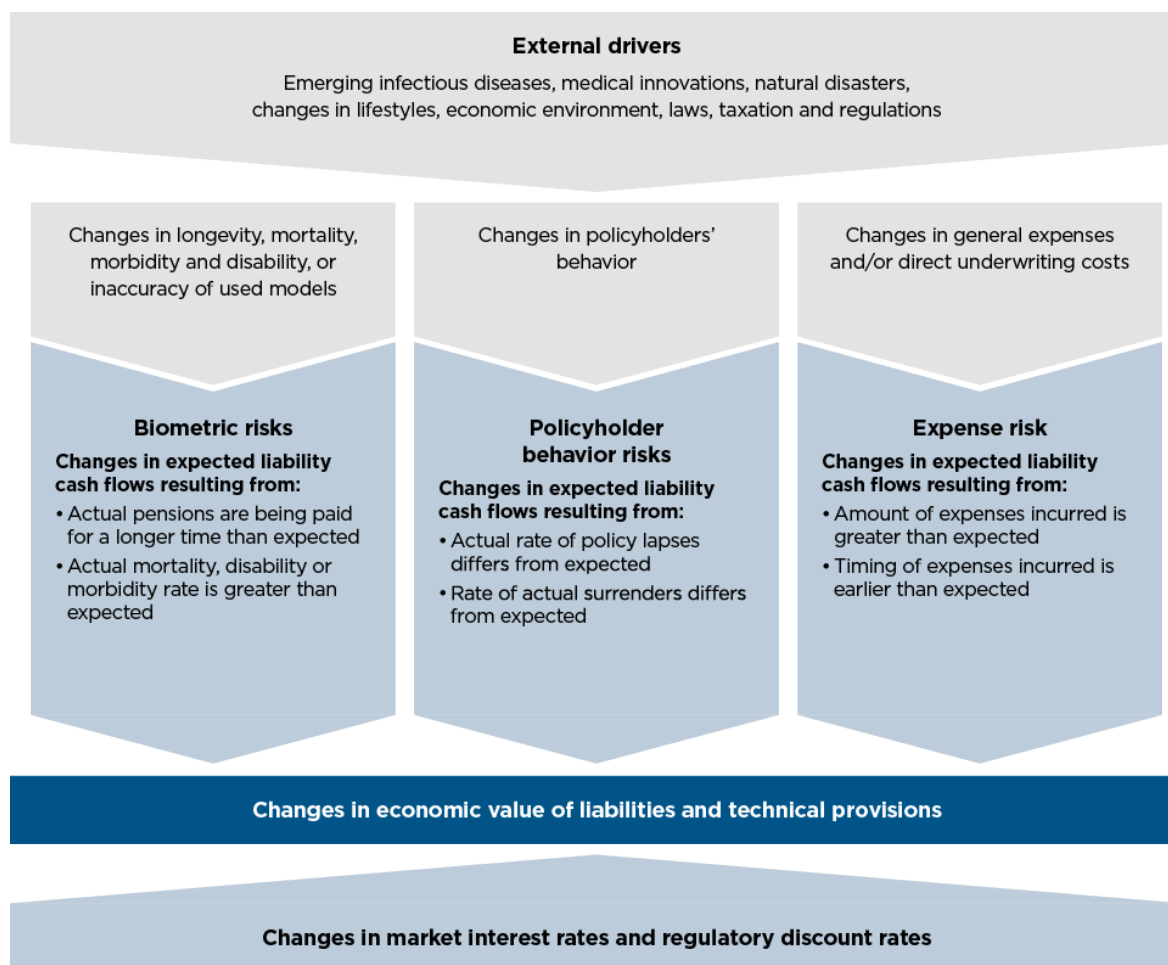 External drivers
Emerging infectious diseases, medical innovations, natural disasters,
changes in lifestyles, economic environment, laws, taxation and regulations
Changes in longevity, mortality,
morbidity and disability, or
inaccuracy of used models
Changes in policyholders’
behavior
Changes in general expenses
and/or direct underwriting costs
Biometric risks
Changes in expected liability
cash flows resulting from:
• Actual pensions are being paid
for a longer time than expected
• Actual mortality, disability or
morbidity rate is greater than
expected
Policyholder
behavior risks
Changes in expected liability
cash flows resulting from:
• Actual rate of policy lapses
differs from expected
• Rate of actual surrenders differs
from expected
Expense risk
Changes in expected liability
cash flows resulting from:
• Amount of expenses incurred is
greater than expected
• Timing of expenses incurred is
earlier than expected
Changes in economic value of liabilities and technical provisions
Changes in market interest rates and regulatory discount rates